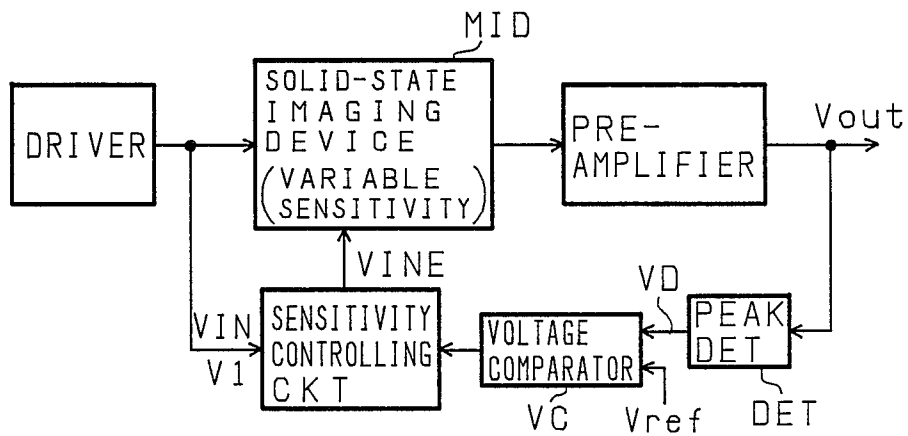 MID
DRIVER
SOLID-STATE
IMAGING
DEVICE
(VARIABLE
SENSITIVITY)
PRE-
AMPLIFIER
Vout
VINE
VIN
V1
SENSITIVITY
CONTROLLING
CKT
VOLTAGE
COMPARATOR
VC
VD
Vref
PEAK
DET
DET